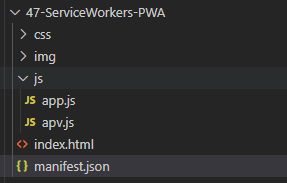 47-ServiceWorkers-PWA
css
img
js
JS app.js
JS apv.js
<> index.html
{} manifest.json